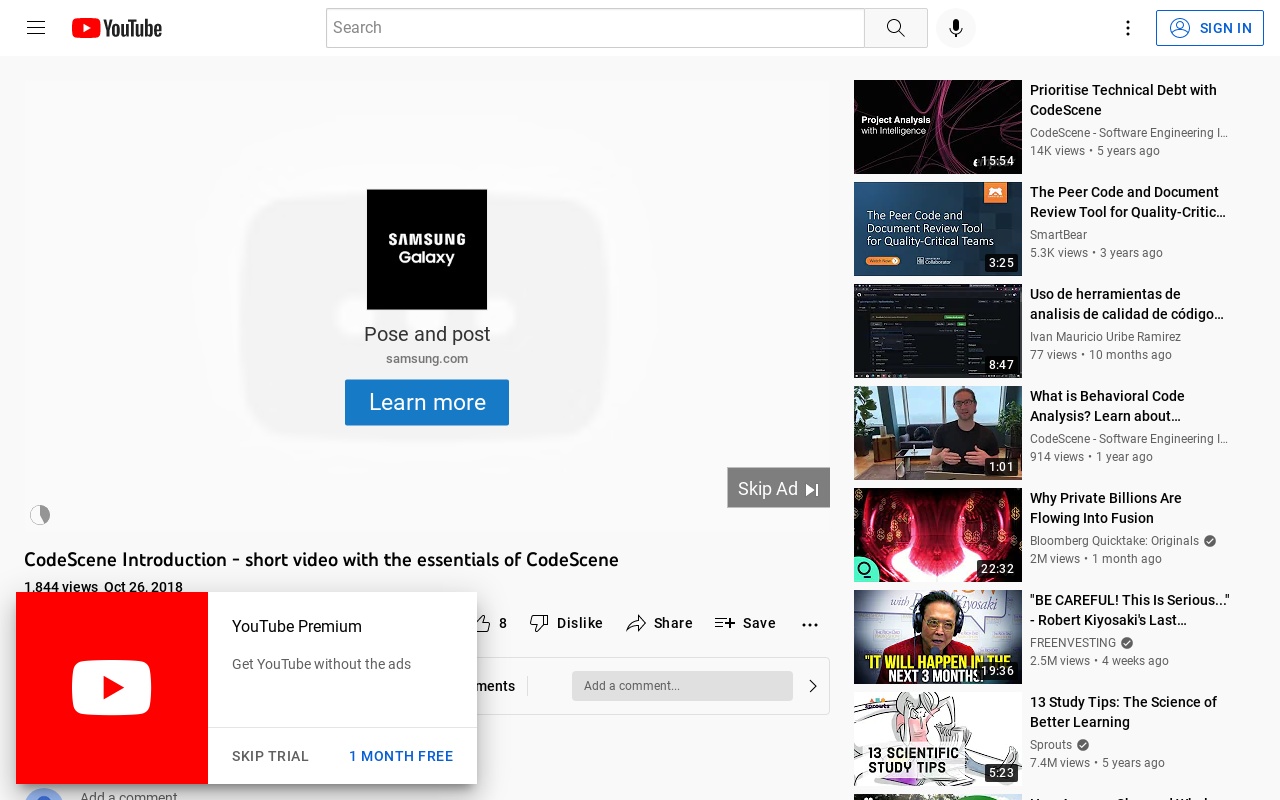 YouTube
Search
SIGN IN
SAMSUNG
Galaxy
Pose and post
samsung.com
Learn more
Skip Ad
CodeScene Introduction - short video with the essentials of CodeScene
1,844 views Oct 26, 2018
8
Dislike
Share
Save
ments
Add a comment...
YouTube Premium
Get YouTube without the ads
SKIP TRIAL
1 MONTH FREE
Add a comment
Project Analysis
with Intelligence
15:54
Prioritise Technical Debt with
CodeScene
CodeScene - Software Engineering I...
14K views • 5 years ago
The Peer Code and
Document Review Tool
for Quality-Critical Teams
Watch Now
Collaborator
3:25
The Peer Code and Document
Review Tool for Quality-Critic...
SmartBear
5.3K views • 3 years ago
8:47
Uso de herramientas de
analisis de calidad de código...
Ivan Mauricio Uribe Ramirez
77 views • 10 months ago
1:01
What is Behavioral Code
Analysis? Learn about...
CodeScene - Software Engineering I...
914 views • 1 year ago
22:32
Why Private Billions Are
Flowing Into Fusion
Bloomberg Quicktake: Originals
2M views • 1 month ago
with Kiyosaki
"IT WILL HAPPEN IN THE
NEXT 3 MONTHS
19:36
"BE CAREFUL! This Is Serious..."
- Robert Kiyosaki's Last...
FREENVESTING
2.5M views • 4 weeks ago
sprouts
13 SCIENTIFIC
STUDY TIPS
5:23
13 Study Tips: The Science of
Better Learning
Sprouts
7.4M views • 5 years ago